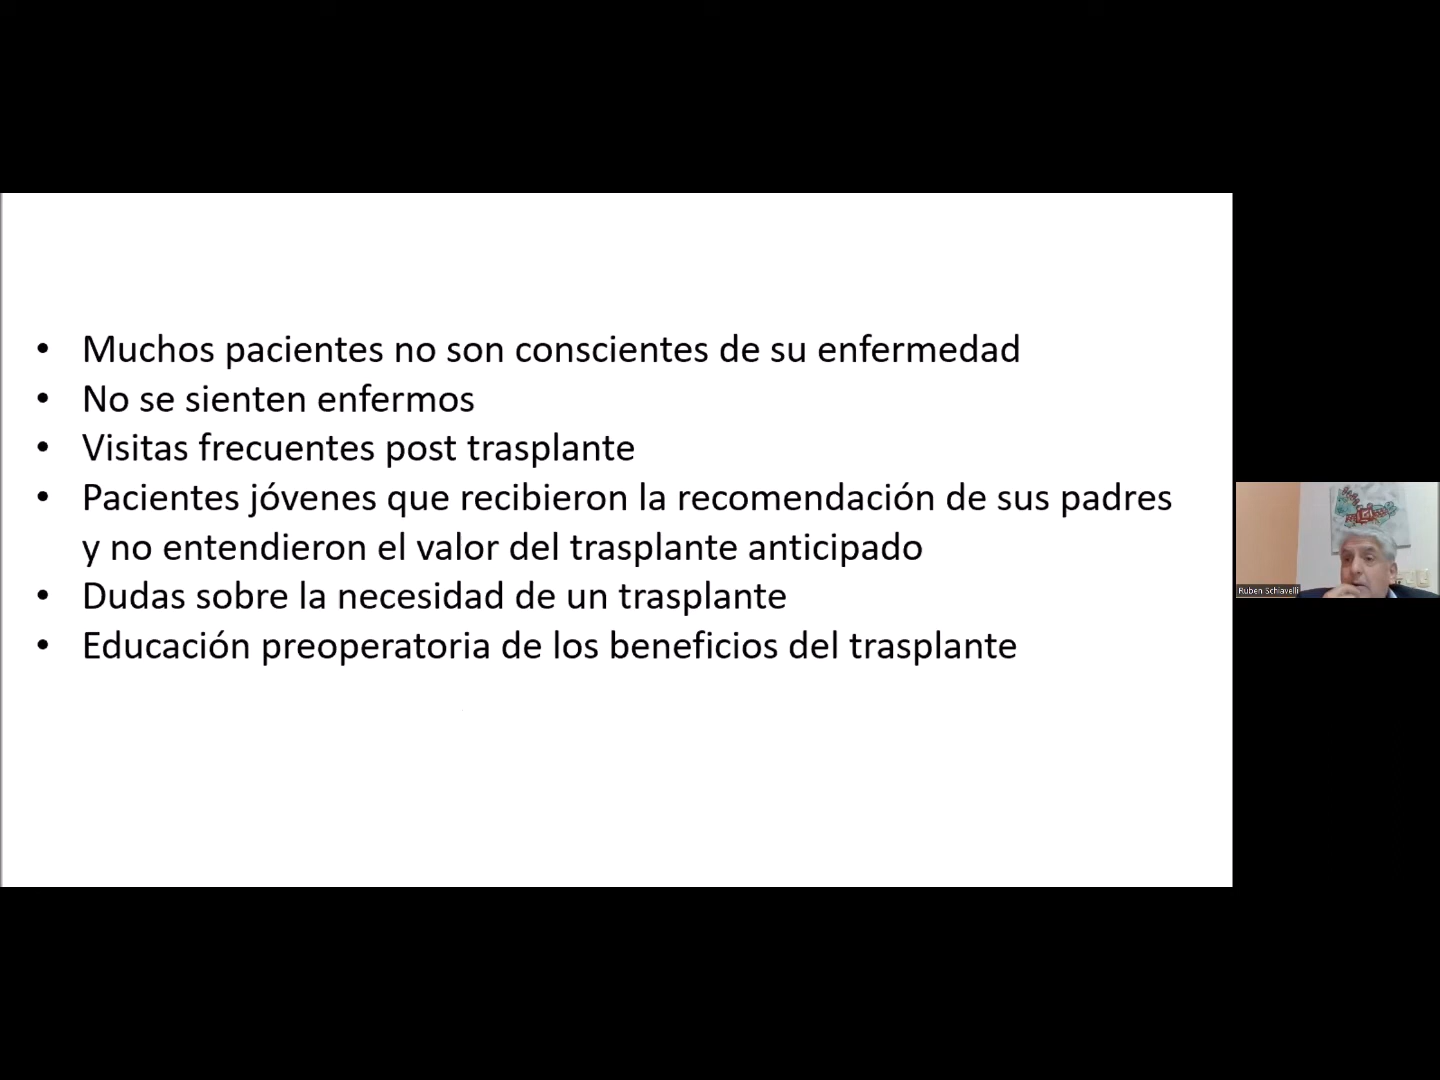 • Muchos pacientes no son conscientes de su enfermedad
• No se sienten enfermos
• Visitas frecuentes post trasplante
• Pacientes jóvenes que recibieron la recomendación de sus padres
y no entendieron el valor del trasplante anticipado
• Dudas sobre la necesidad de un trasplante
• Educación preoperatoria de los beneficios del trasplante
Ruben Schiavelli